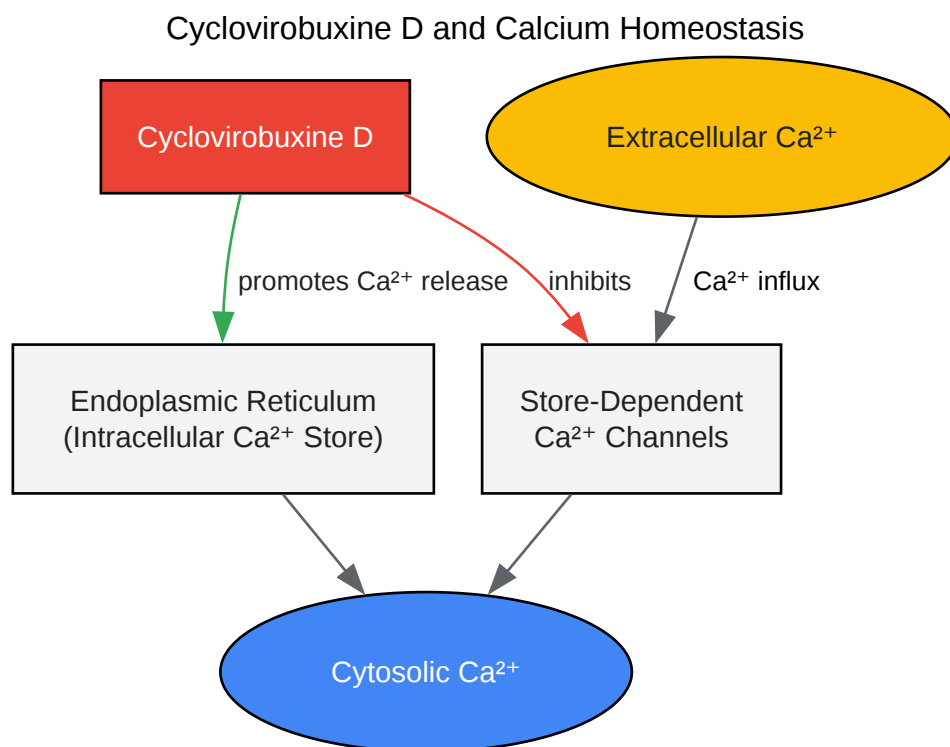 Cyclovirobuxine D and Calcium Homeostasis
Cyclovirobuxine D
Extracellular Ca²⁺
promotes Ca²⁺ release
inhibits
Ca²⁺ influx
Endoplasmic Reticulum
(Intracellular Ca²⁺ Store)
Store-Dependent
Ca²⁺ Channels
Cytosolic Ca²⁺